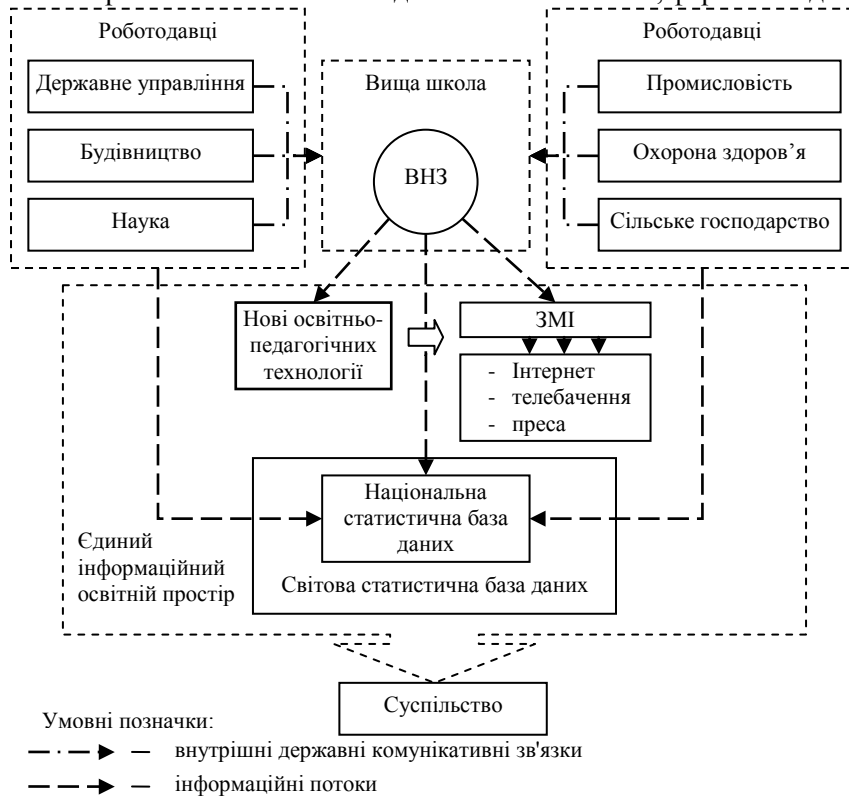 Роботодавці
Державне управління
Будівництво
Наука
Вища школа
ВНЗ
Роботодавці
Промисловість
Охорона здоров’я
Сільське господарство
Нові освітньо-
педагогічних
технології
ЗМІ
- Інтернет
- телебачення
- преса
Національна
статистична база
даних
Світова статистична база даних
Єдиний
інформаційний
освітній простір
Суспільство
Умовні позначки:
— внутрішні державні комунікативні зв'язки
— інформаційні потоки